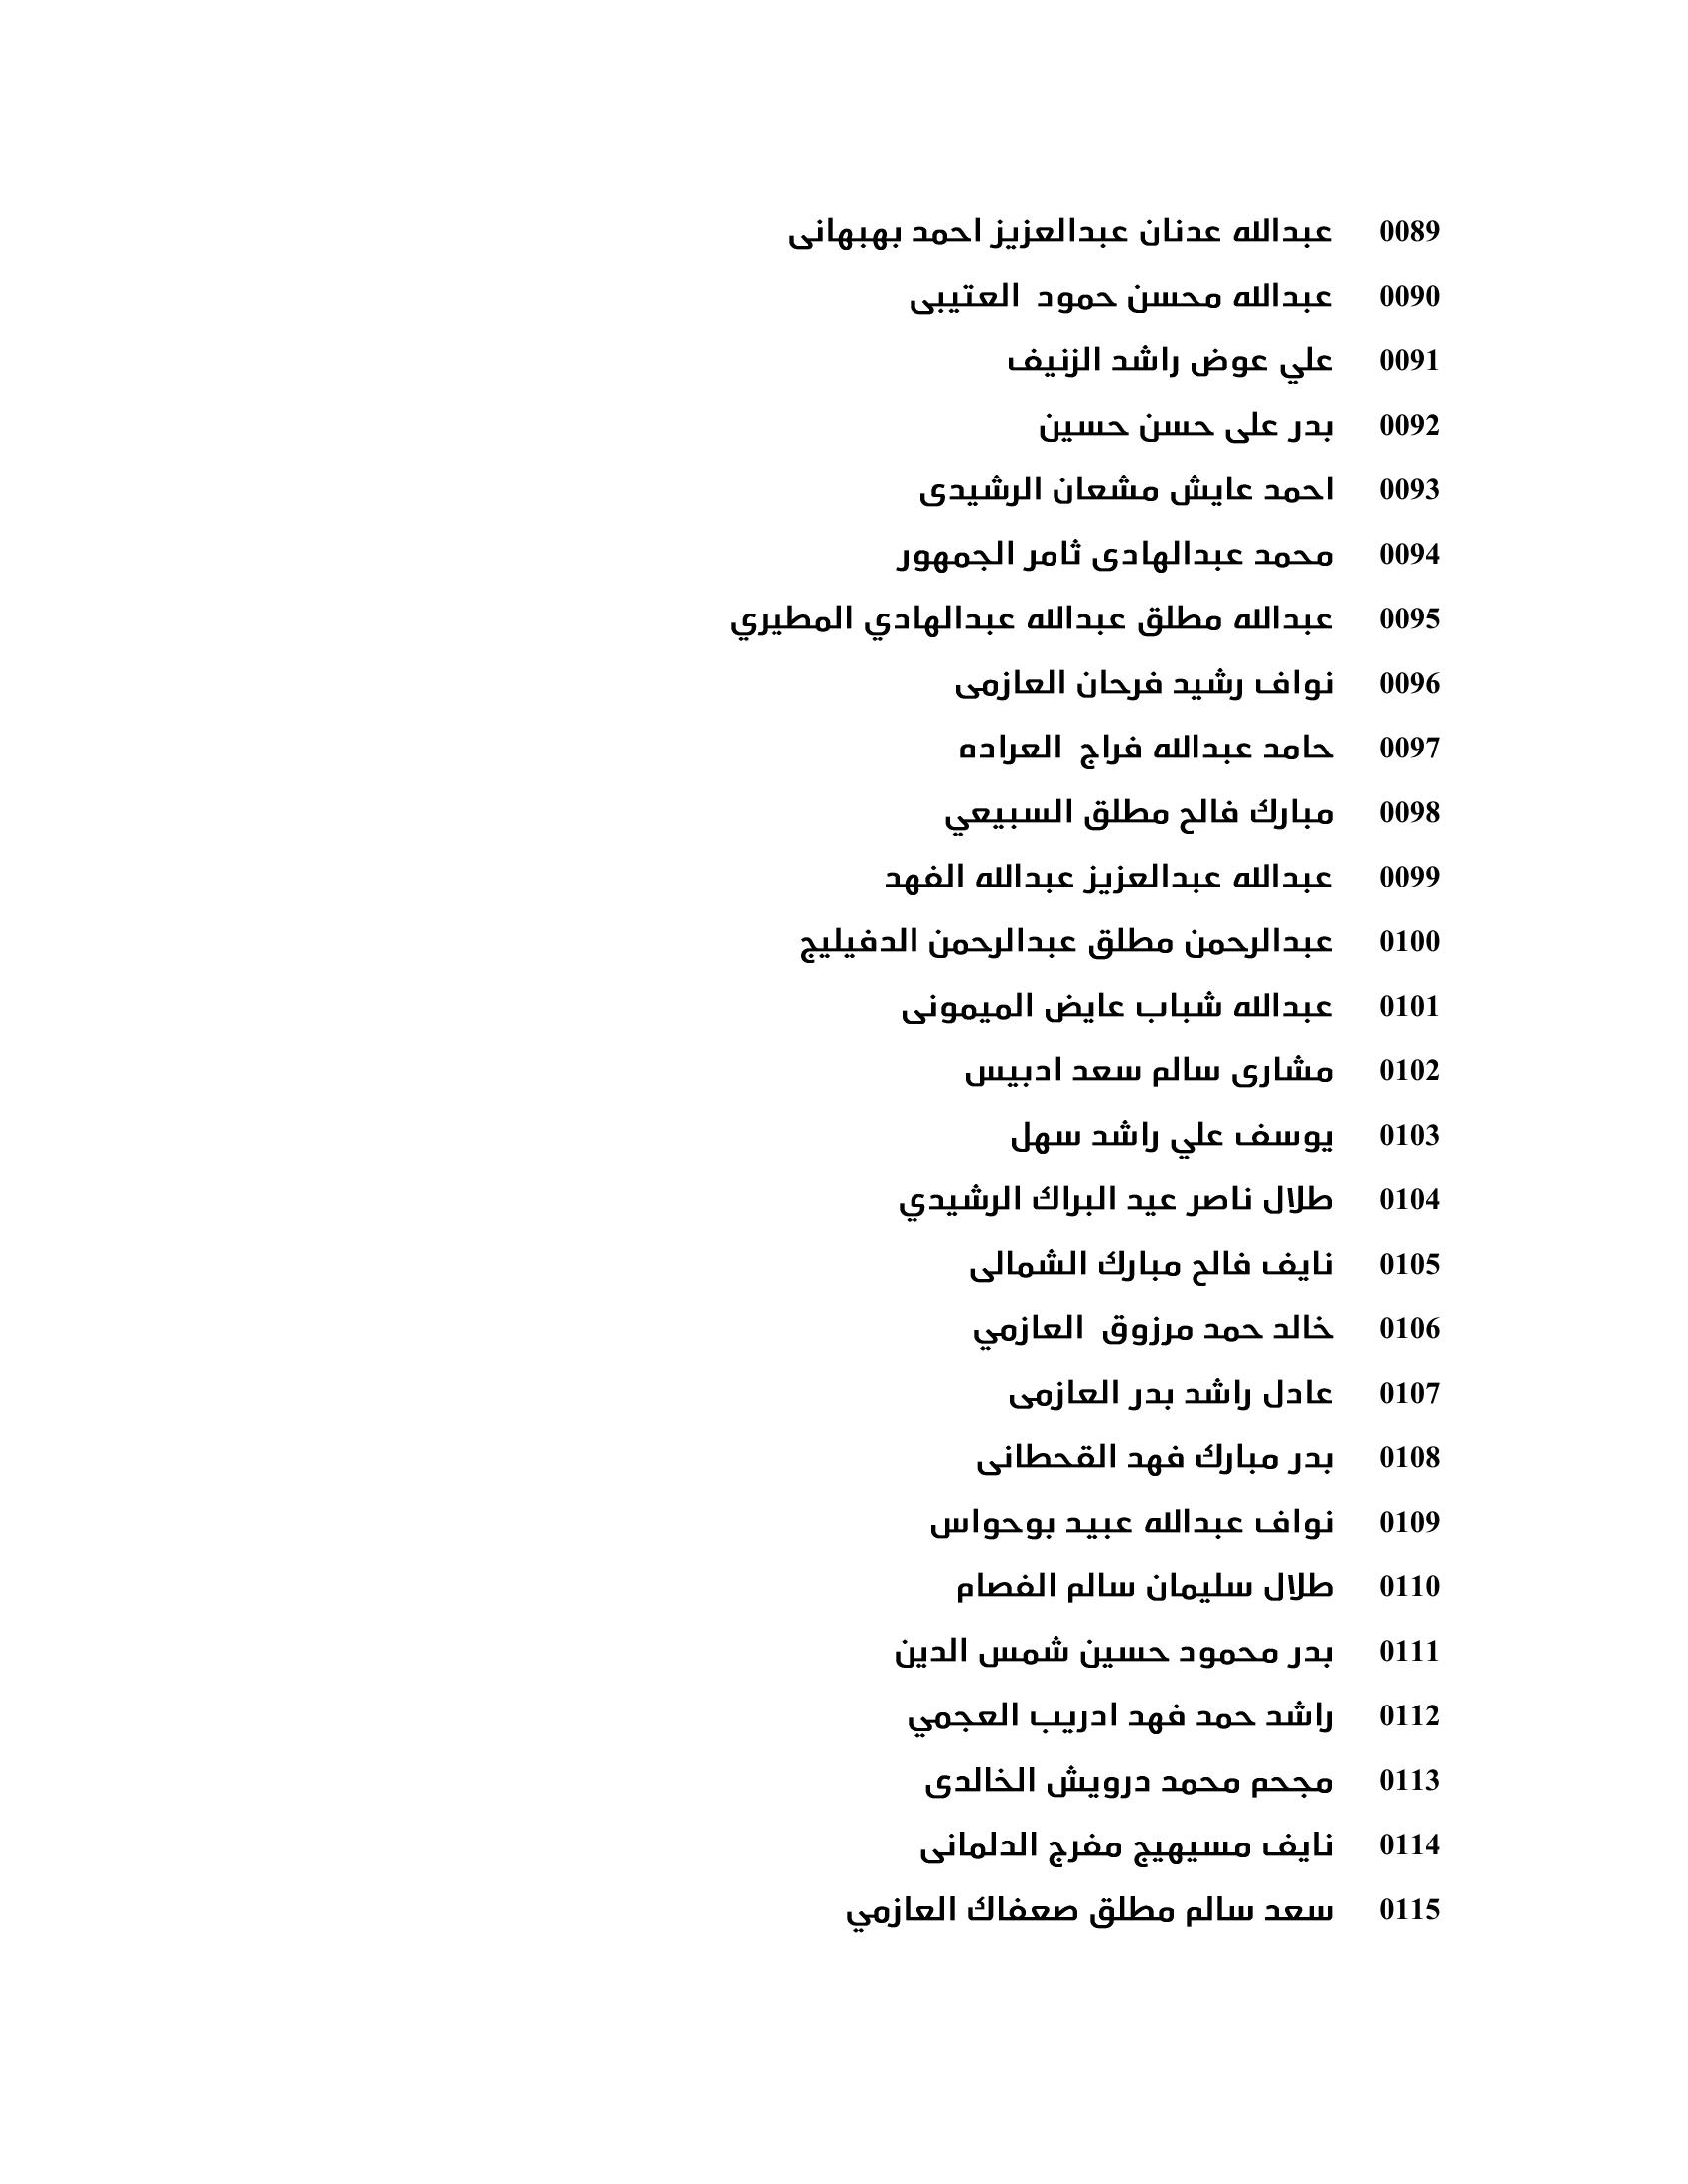 0089 عبدالله عدنان عبدالعزيز احمد بهبهانى
0090 عبدالله محسن حمود العتيبى
0091 علي عوض راشد الزنيف
0092 بدر على حسن حسين
0093 احمد عايش مشعان الرشيدى
0094 محمد عبدالهادى ثامر الجمهور
0095 عبدالله مطلق عبدالله عبدالهادي المطيري
0096 نواف رشيد فرحان العازمى
0097 حامد عبدالله فراج العراده
0098 مبارك فالح مطلق السبيعي
0099 عبدالله عبدالعزيز عبدالله الفهد
0100 عبدالرحمن مطلق عبدالرحمن الدفيليج
0101 عبدالله شباب عايض الميمونى
0102 مشارى سالم سعد ادبيس
0103 يوسف علي راشد سهل
0104 طلال ناصر عيد البراك الرشيدي
0105 نايف فالح مبارك الشمالى
0106 خالد حمد مرزوق العازمي
0107 عادل راشد بدر العازمى
0108 بدر مبارك فهد القحطانى
0109 نواف عبدالله عبيد بوحواس
0110 طلال سليمان سالم الفصام
0111 بدر محمود حسين شمس الدين
0112 راشد حمد فهد ادريب العجمي
0113 مجحم محمد درويش الخالدى
0114 نايف مسيهيج مفرج الدلمانى
0115 سعد سالم مطلق صعفاك العازمي